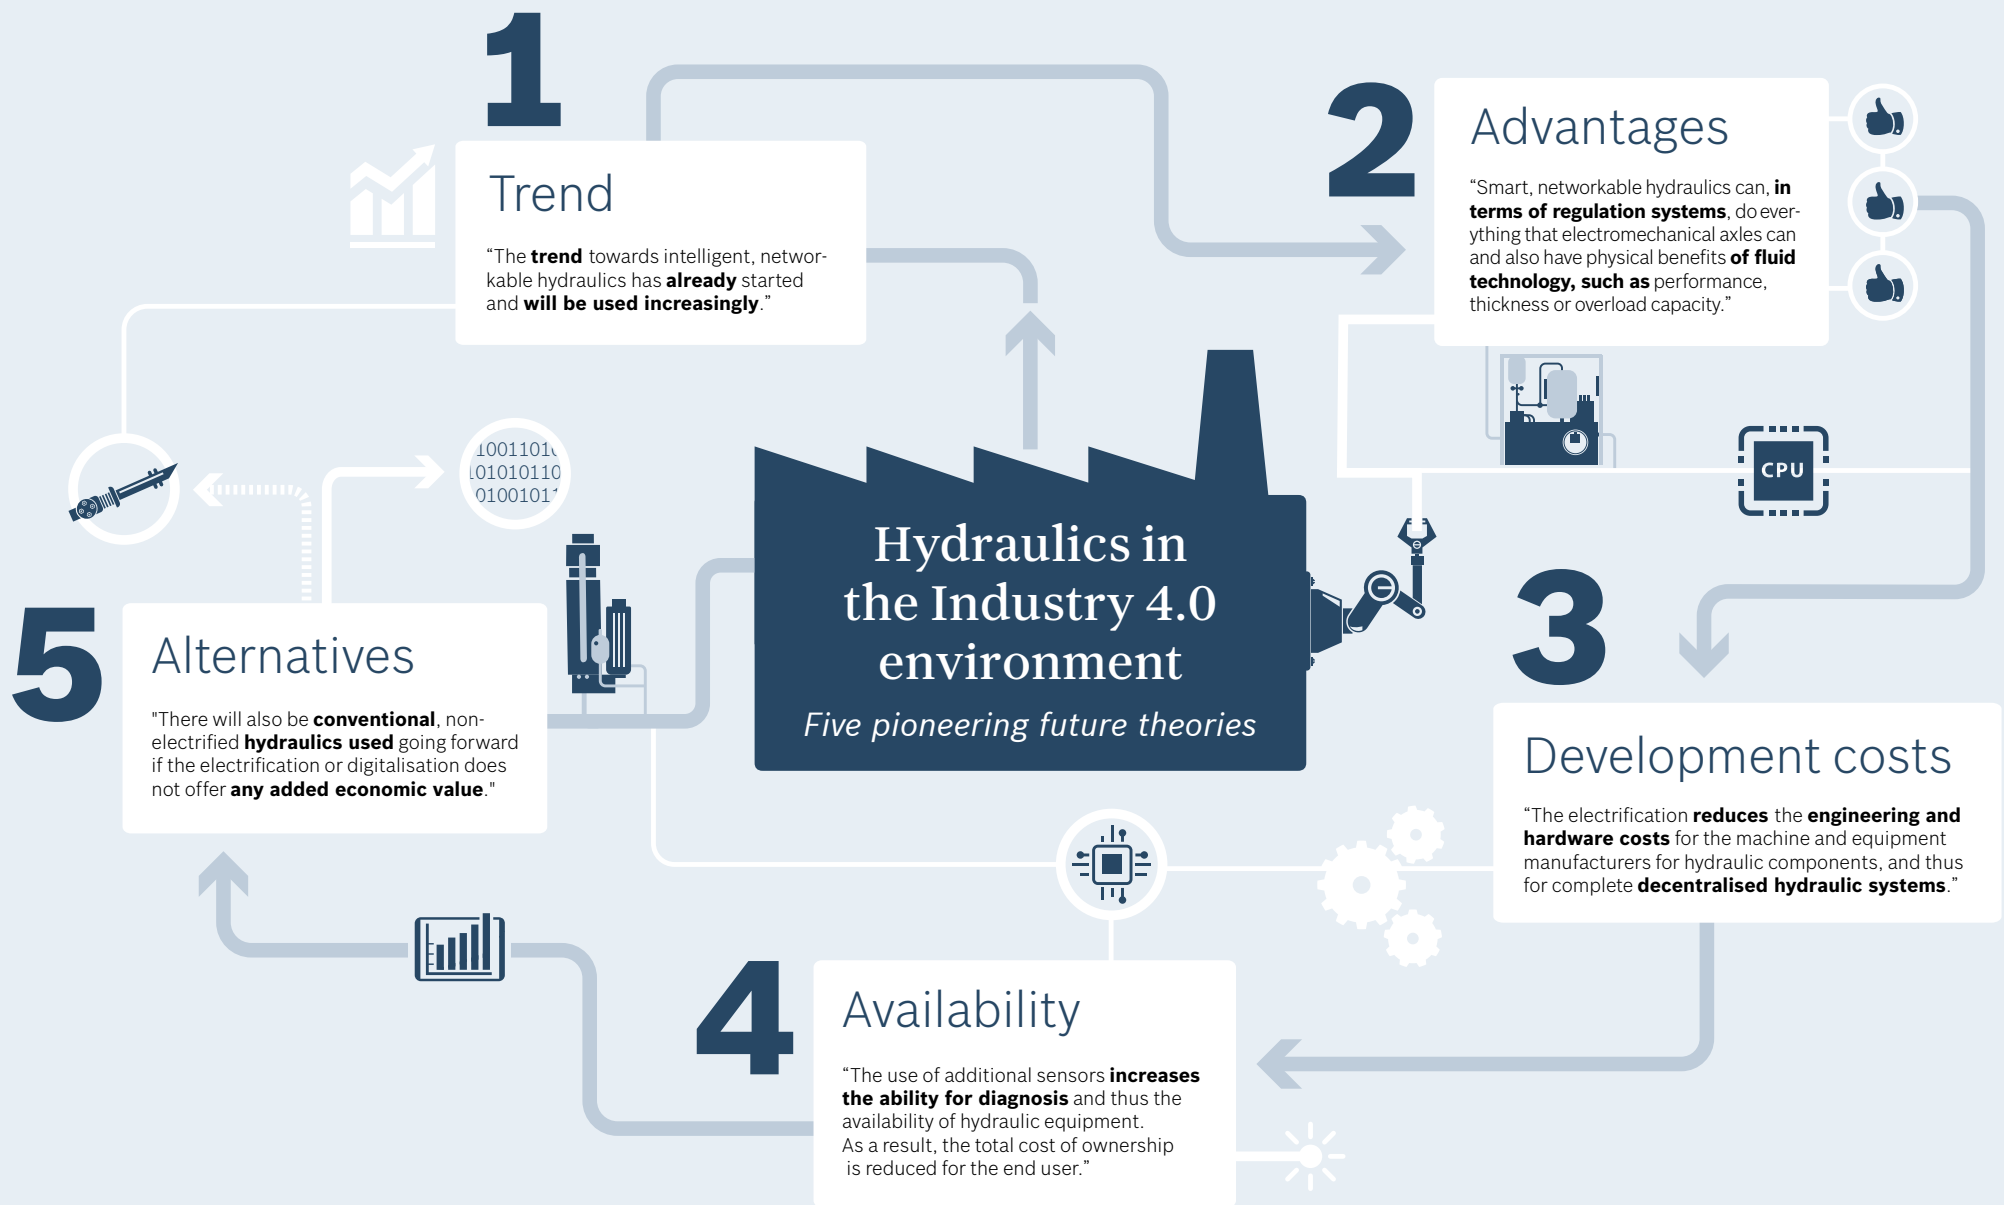 1
Trend
“The trend towards intelligent, networ-
kable hydraulics has already started
and will be used increasingly.”
2
Advantages
“Smart, networkable hydraulics can, in
terms of regulation systems, do ever-
ything that electromechanical axles can
and also have physical benefits of fluid
technology, such as performance,
thickness or overload capacity.”
CPU
Hydraulics in
the Industry 4.0
environment
Five pioneering future theories
3
Development costs
“The electrification reduces the engineering and
hardware costs for the machine and equipment
manufacturers for hydraulic components, and thus
for complete decentralised hydraulic systems.”
4
Availability
“The use of additional sensors increases
the ability for diagnosis and thus the
availability of hydraulic equipment.
As a result, the total cost of ownership
is reduced for the end user.”
5
Alternatives
"There will also be conventional, non-
electrified hydraulics used going forward
if the electrification or digitalisation does
not offer any added economic value."